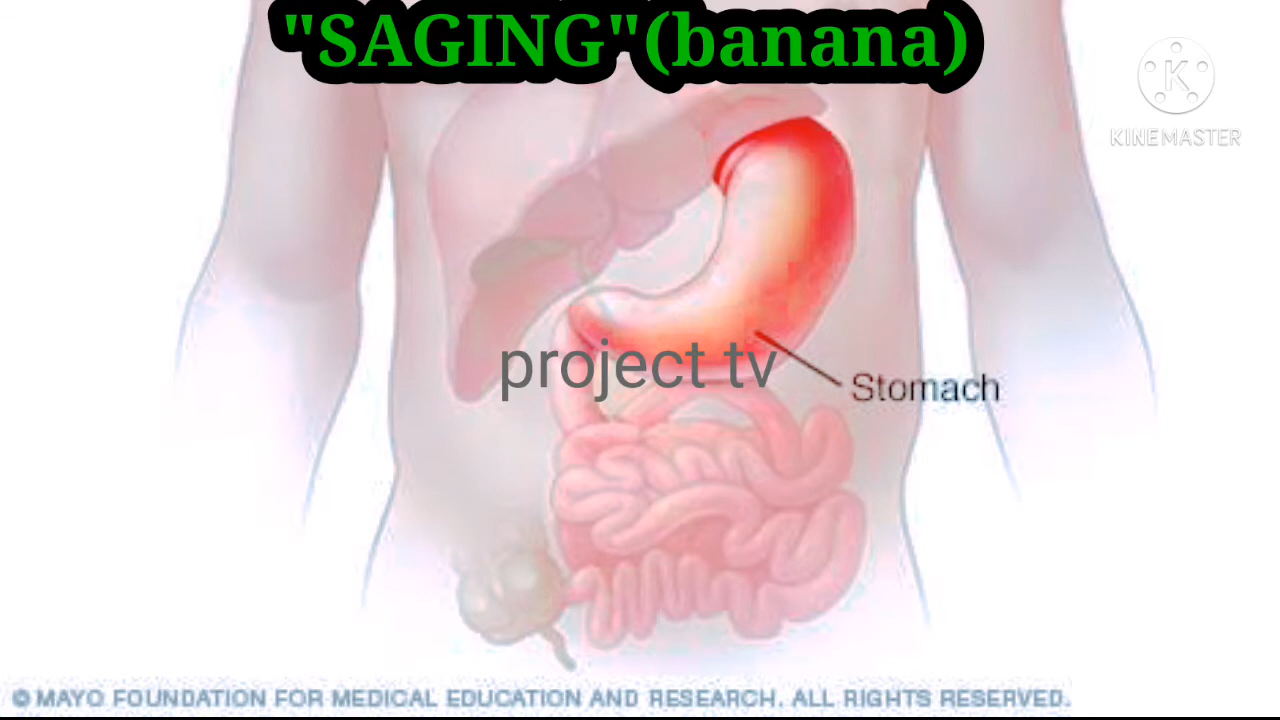 "SAGING"(banana)
K
KINEMASTER
project tv
Stomach
© MAYO FOUNDATION FOR MEDICAL EDUCATION AND RESEARCH. ALL RIGHTS RESERVED.